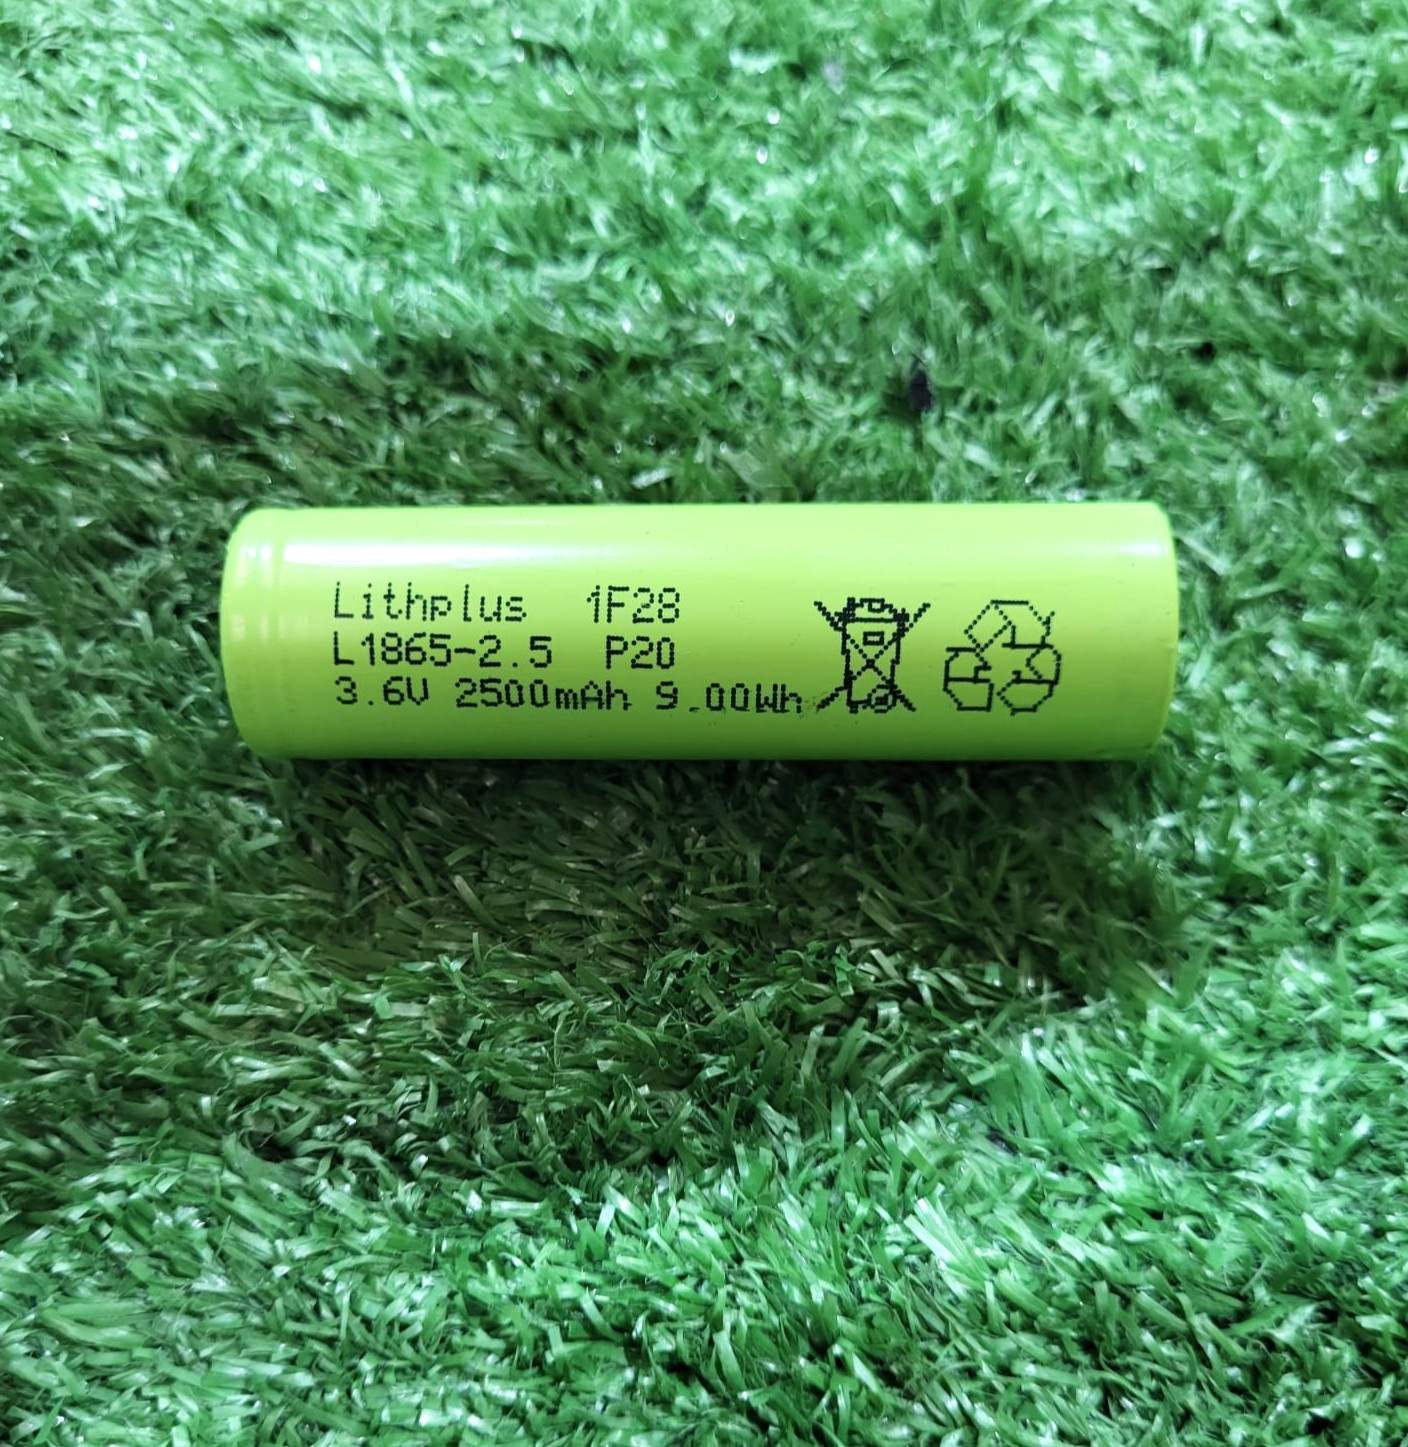 Lithplus 1F28
L1865-2.5 P20
3.6V 2500mAh 9.00Wh